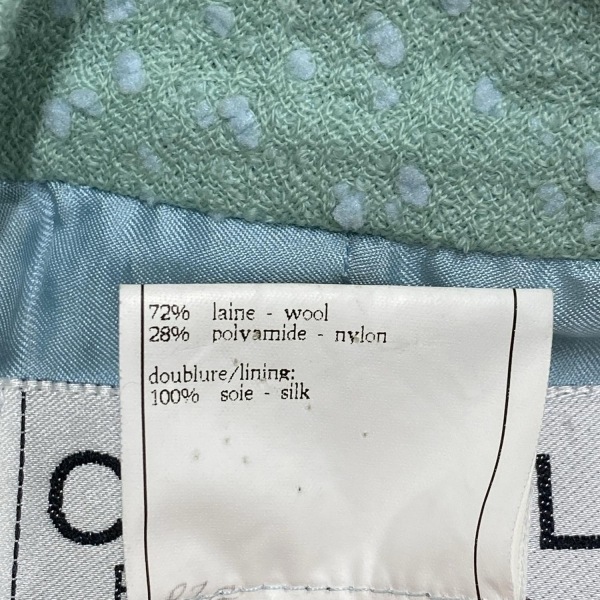 72% laine - wool
28% polyamide - nylon
doublure/lining:
100% soie - silk
C L